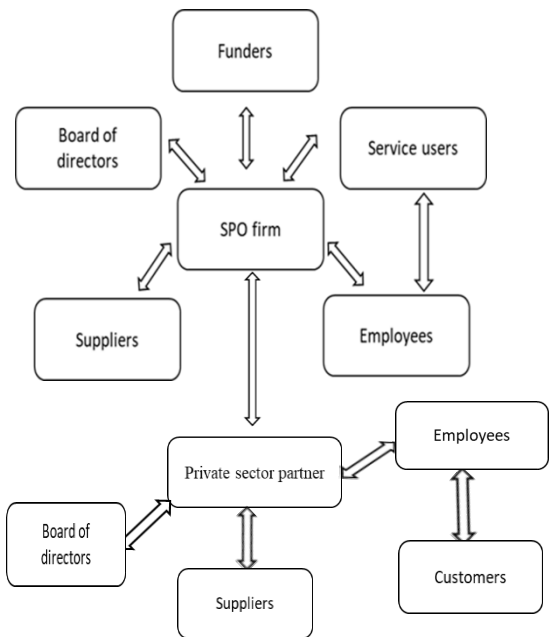 Funders
Board of
directors
Service users
SPO firm
Suppliers
Employees
Employees
Private sector partner
Board of
directors
Customers
Suppliers